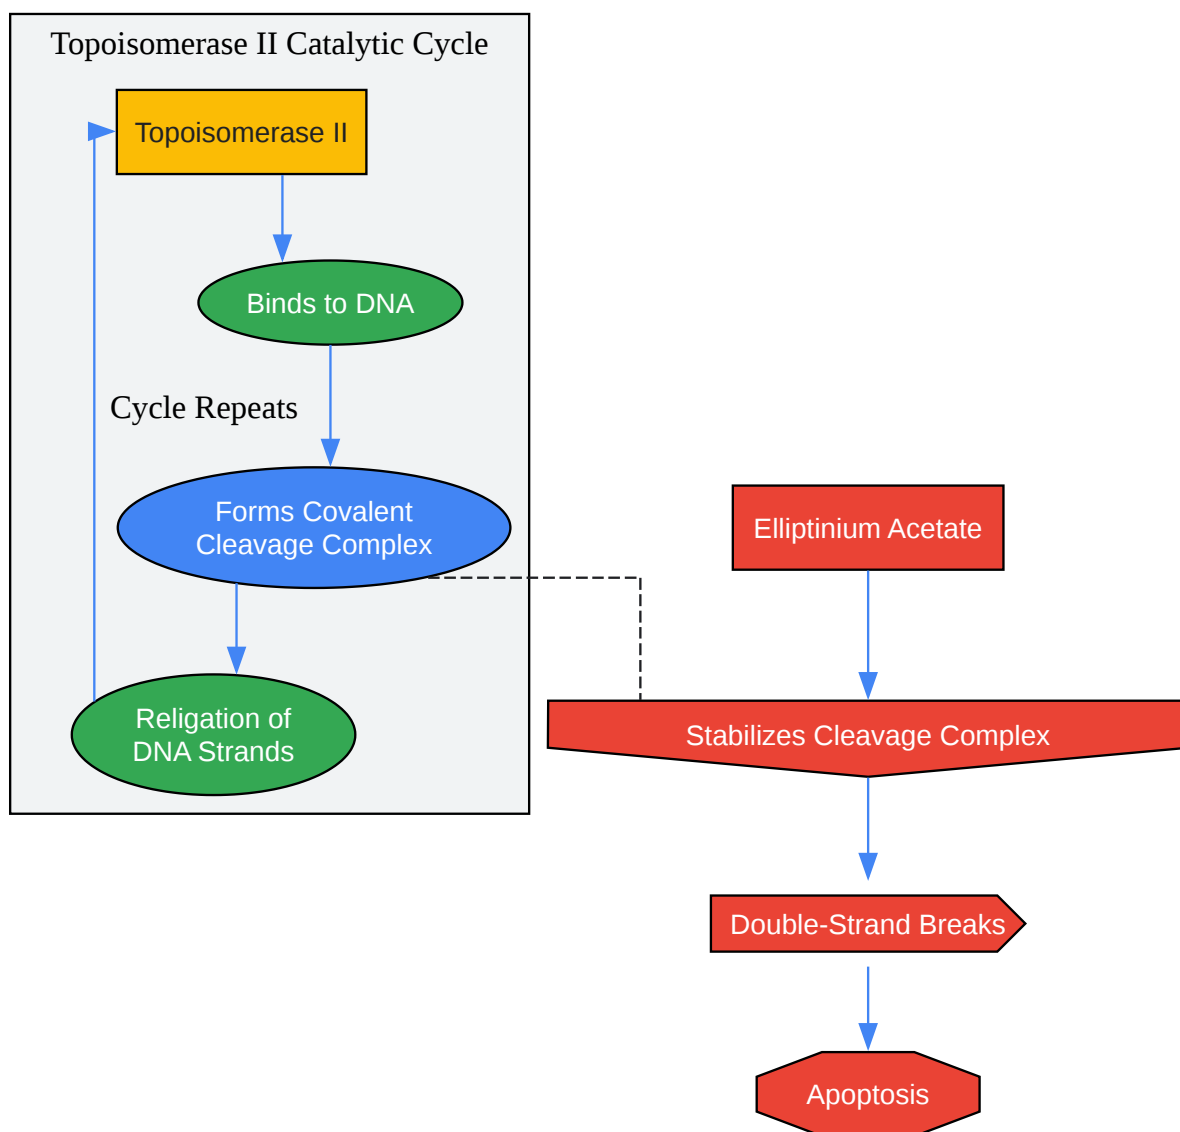 Topoisomerase II Catalytic Cycle
Topoisomerase II
Binds to DNA
Cycle Repeats
Forms Covalent
Cleavage Complex
Religation of
DNA Strands
Elliptinium Acetate
Stabilizes Cleavage Complex
Double-Strand Breaks
Apoptosis